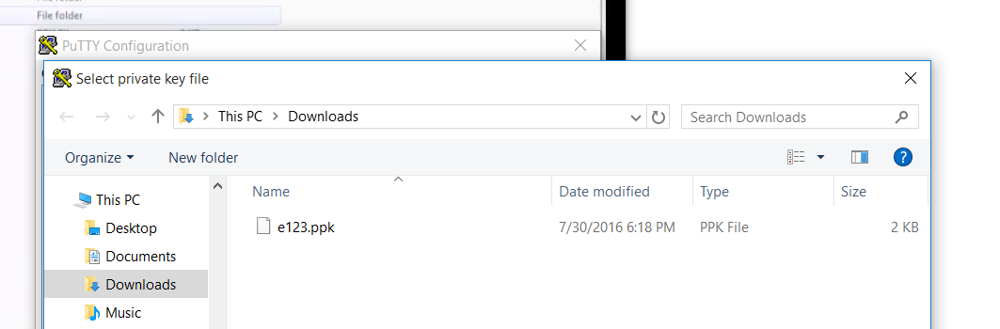 File folder
PuTTY Configuration
Select private key file
This PC > Downloads
Search Downloads
Organize New folder
Name Date modified Type Size
This PC
e123.ppk 7/30/2016 6:18 PM PPK File 2 KB
Desktop
Documents
Downloads
Music